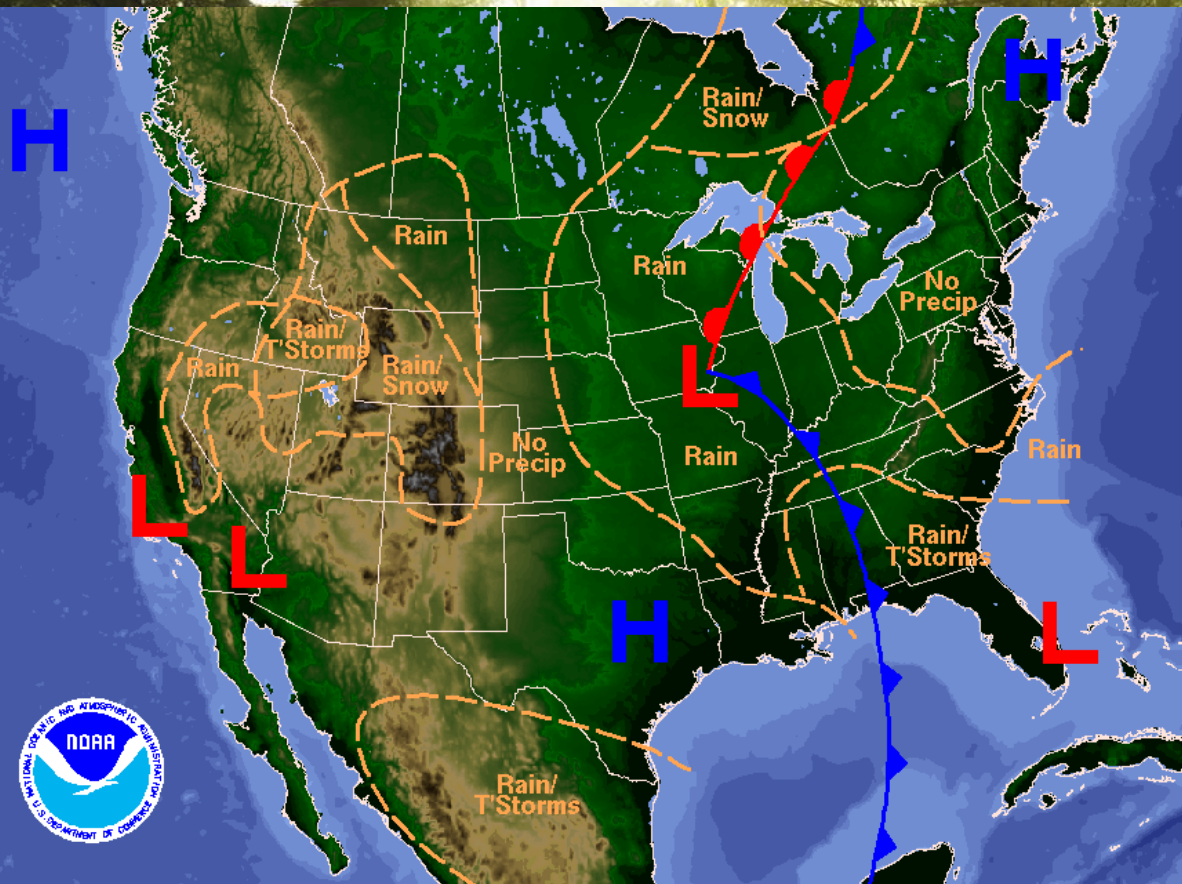 H
Rain/
Snow
H
Rain
Rain
No
Precip
Rain/
T'Storms
Rain
Rain/
Snow
L
No
Precip
Rain
Rain
L
L
Rain/
T'Storms
H
L
Rain/
T'Storms
NATIONAL OCEANIC AND ATMOSPHERIC ADMINISTRATION
NOAA
U.S. DEPARTMENT OF COMMERCE